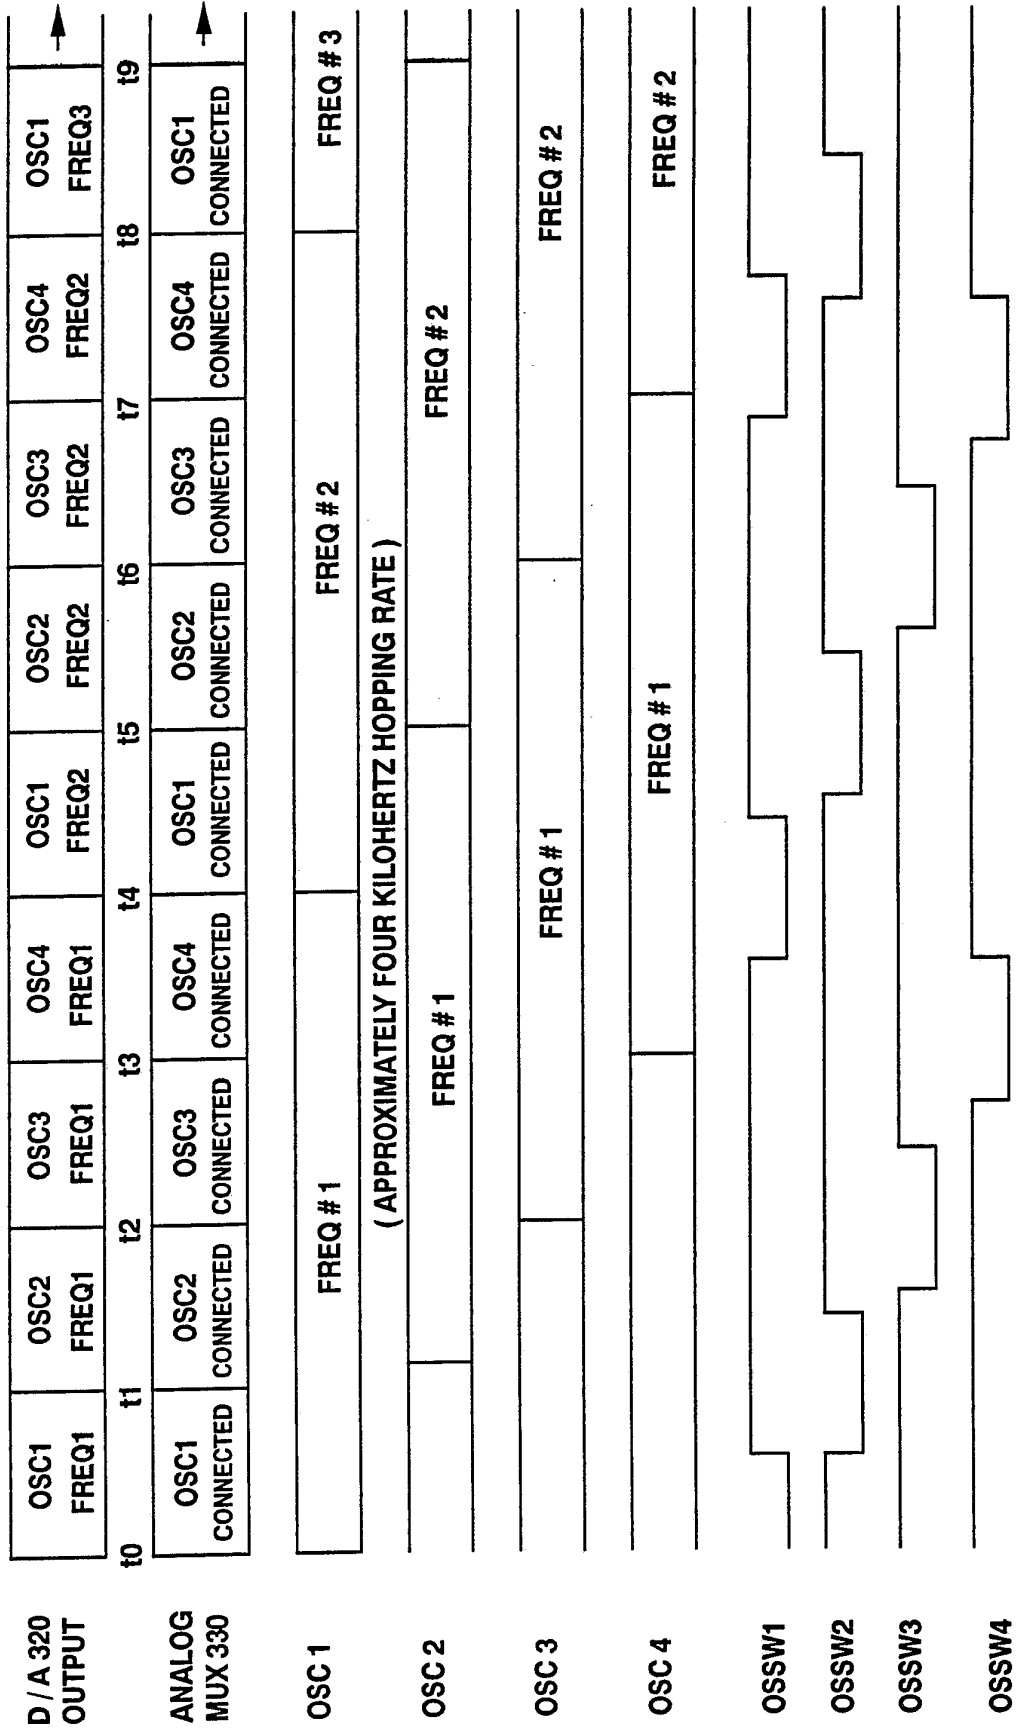 D / A 320
OUTPUT
OSC1
FREQ1
OSC2
FREQ1
OSC3
FREQ1
OSC4
FREQ1
OSC1
FREQ2
OSC2
FREQ2
OSC3
FREQ2
OSC4
FREQ2
OSC1
FREQ3
t0
t1
t2
t3
t4
t5
t6
t7
t8
t9
ANALOG
MUX 330
OSC1
CONNECTED
OSC2
CONNECTED
OSC3
CONNECTED
OSC4
CONNECTED
OSC1
CONNECTED
OSC2
CONNECTED
OSC3
CONNECTED
OSC4
CONNECTED
OSC1
CONNECTED
OSC 1
FREQ # 1
FREQ # 2
FREQ # 3
( APPROXIMATELY FOUR KILOHERTZ HOPPING RATE )
OSC 2
FREQ # 1
FREQ # 2
OSC 3
FREQ # 1
FREQ # 2
OSC 4
FREQ # 1
FREQ # 2
OSSW1
OSSW2
OSSW3
OSSW4